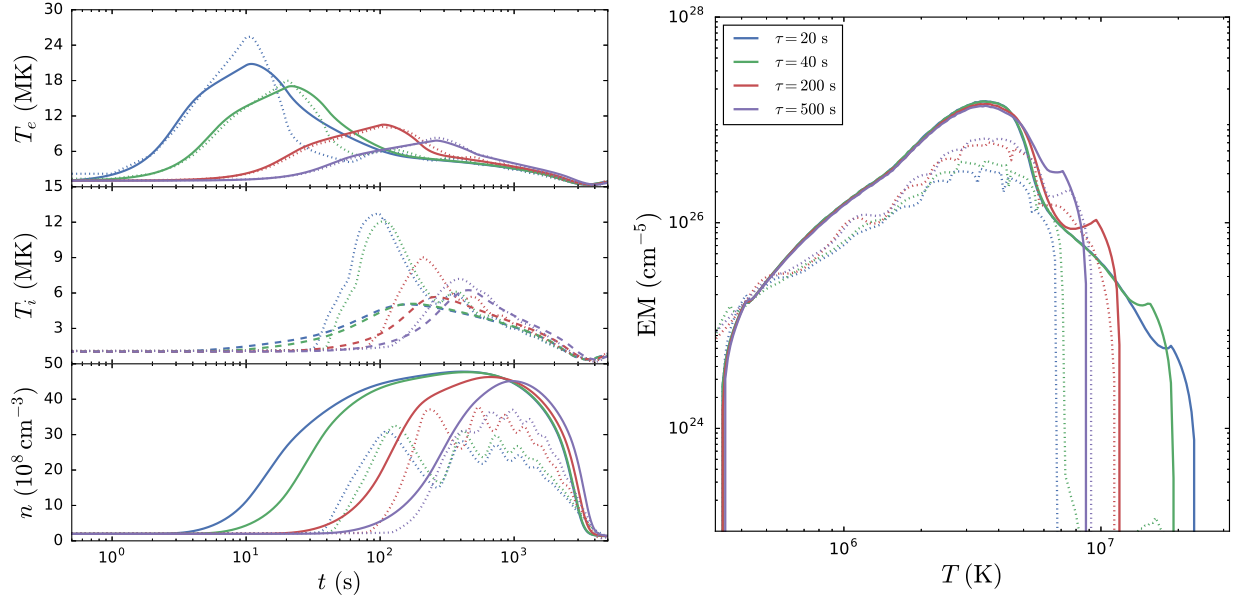 30
24
18
12
6
15
T_e (MK)
12
9
6
3
50
T_i (MK)
50
40
30
20
10
0
n (10^8 cm^{-3})
10^0
10^1
10^2
10^3
t (s)
10^{28}
10^{26}
10^{24}
EM (cm^{-5})
τ = 20 s
τ = 40 s
τ = 200 s
τ = 500 s
10^6
10^7
T (K)